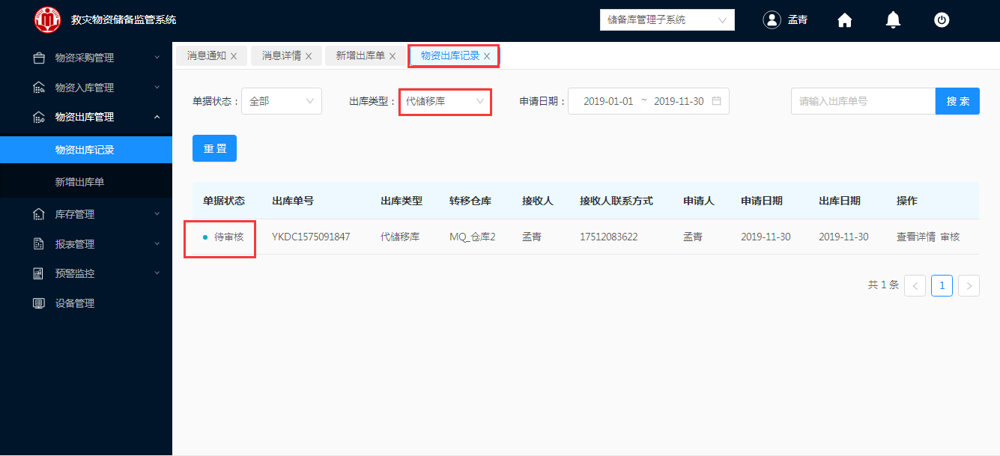 救灾物资储备监管系统
储备库管理子系统
孟青
物资采购管理
物资入库管理
物资出库管理
物资出库记录
新增出库单
库存管理
报表管理
预警监控
设备管理
消息通知 × 消息详情 × 新增出库单 × 物资出库记录 ×
单据状态： 全部 出库类型： 代储移库 申请日期： 2019-01-01 ~ 2019-11-30 请输入出库单号 搜 索
重 置
单据状态 出库单号 出库类型 转移仓库 接收人 接收人联系方式 申请人 申请日期 出库日期 操作
待审核 YKDC1575091847 代储移库 MQ_仓库2 孟青 17512083622 孟青 2019-11-30 2019-11-30 查看详情 审核
共 1 条 < 1 >